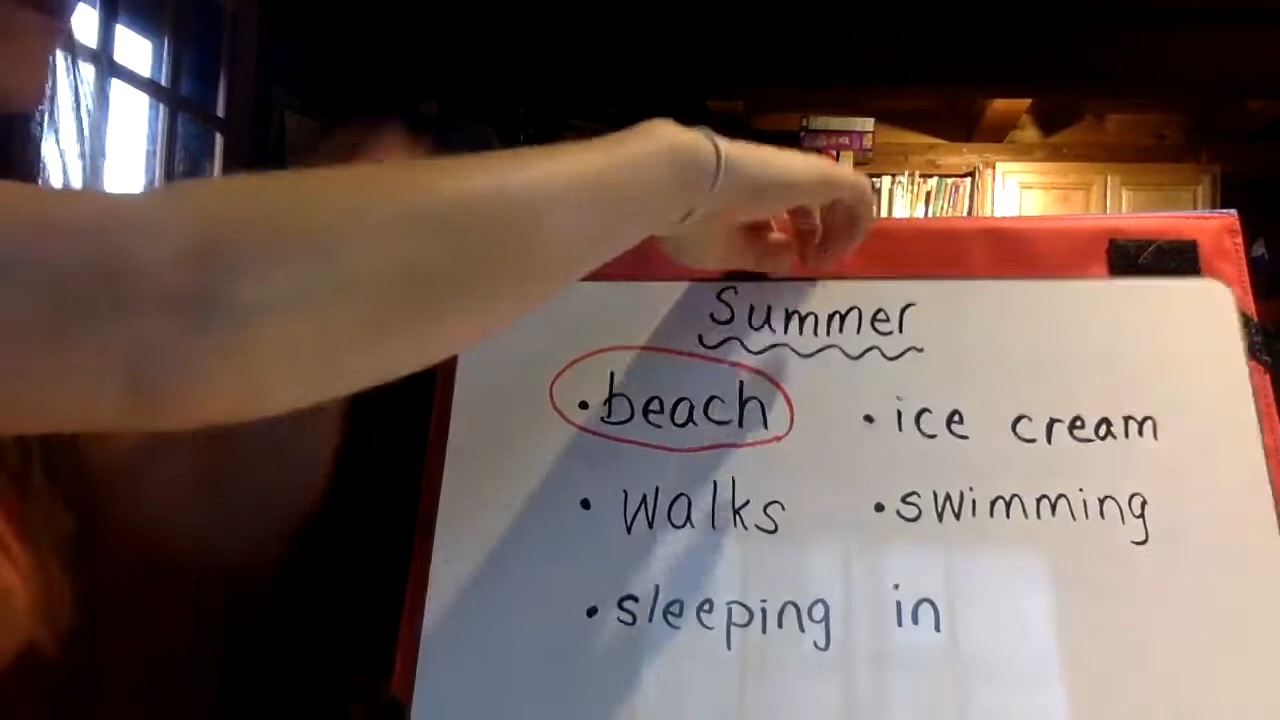 Summer
• beach • ice cream
• walks • swimming
• sleeping in